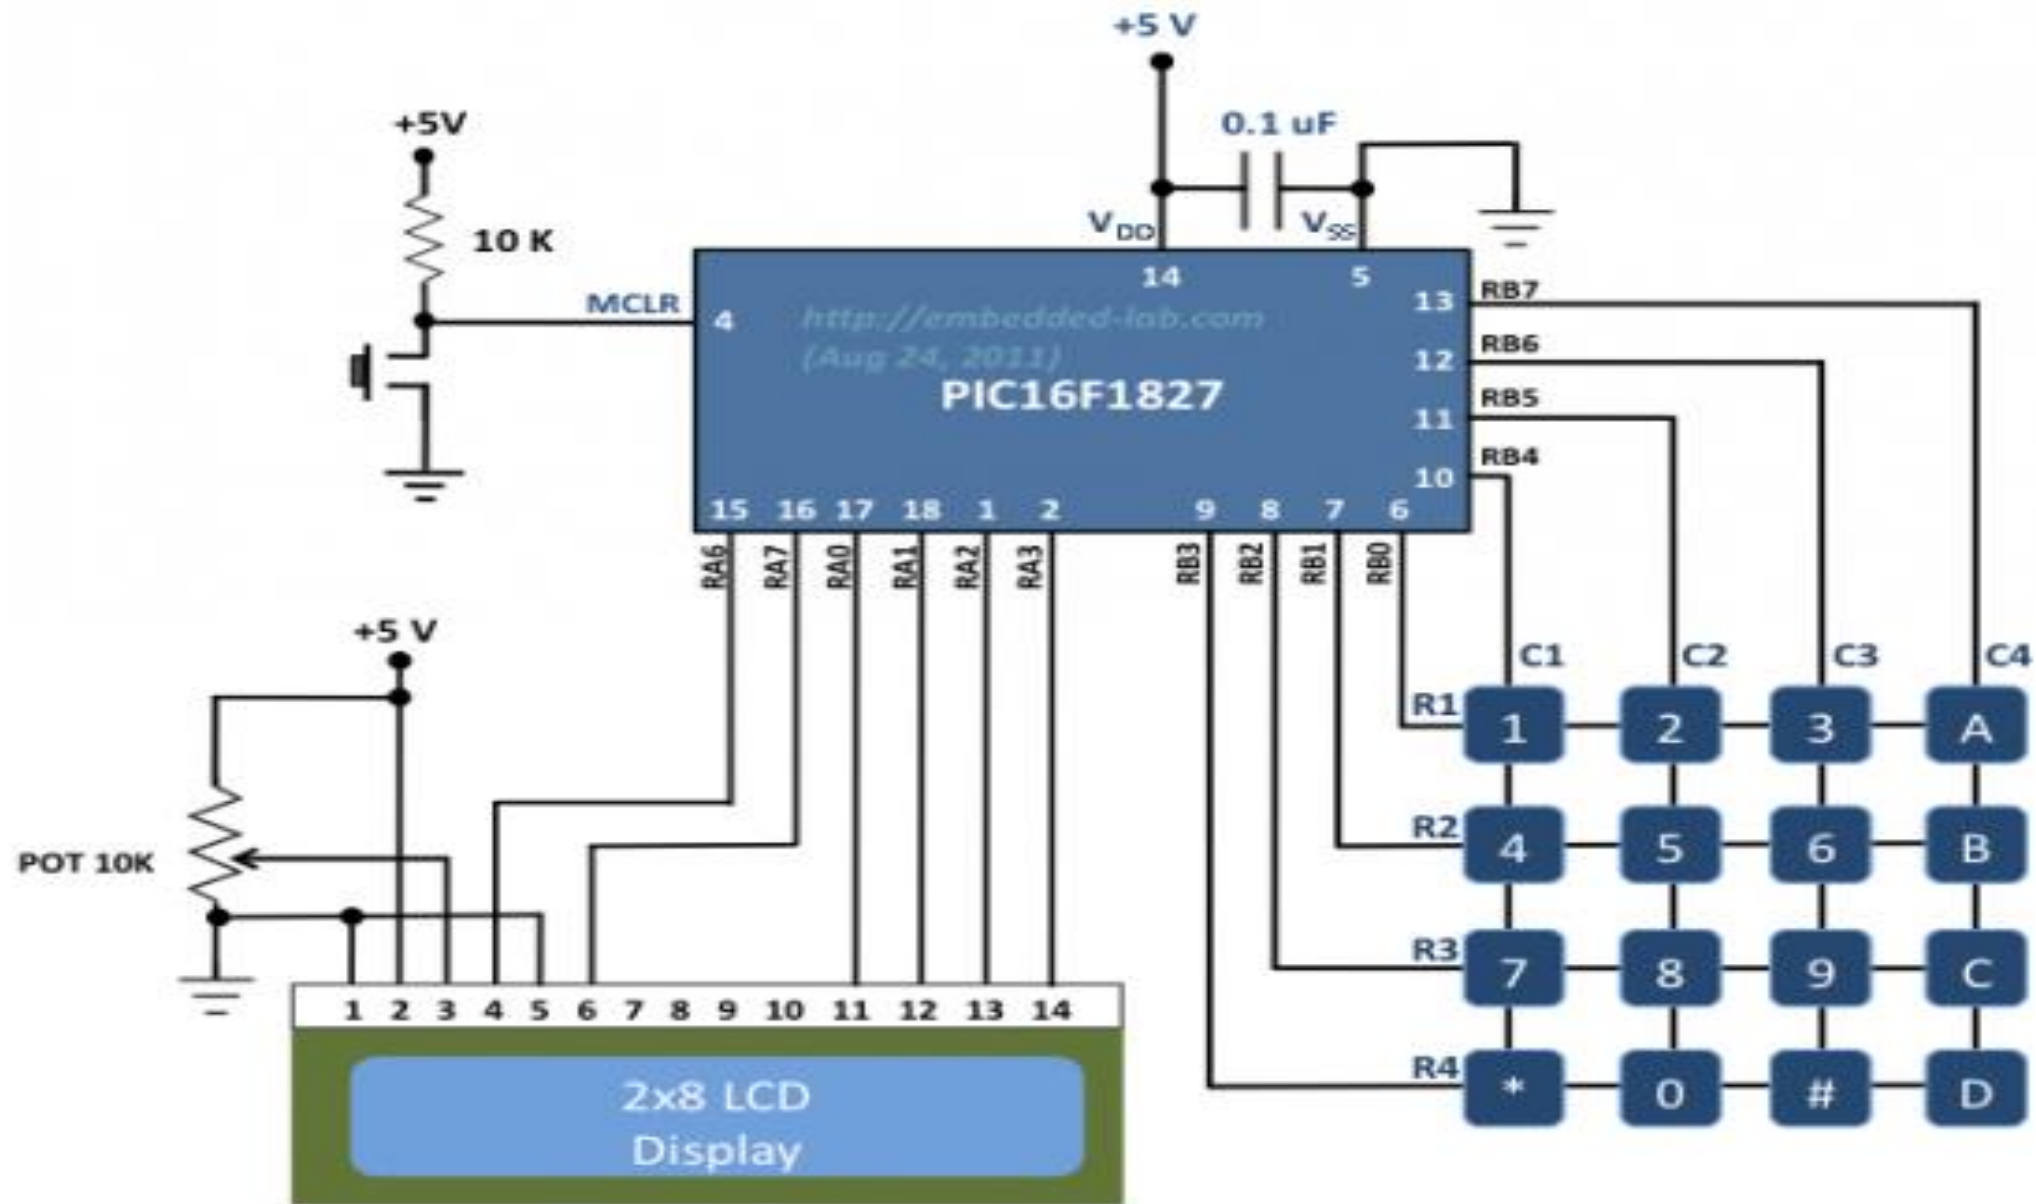 +5 V
+5V
0.1 uF
10 K
VDD
VSS
14
5
MCLR
4
http://embedded-lab.com
(Aug 24, 2011)
PIC16F1827
13
RB7
12
RB6
11
RB5
10
RB4
15 16 17 18 1 2 9 8 7 6
RA6
RA7
RA0
RA1
RA2
RA3
RB3
RB2
RB1
RB0
+5 V
C1
C2
C3
C4
R1
1 2 3 A
POT 10K
R2
4 5 6 B
R3
7 8 9 C
1 2 3 4 5 6 7 8 9 10 11 12 13 14
R4
* 0 # D
2x8 LCD
Display